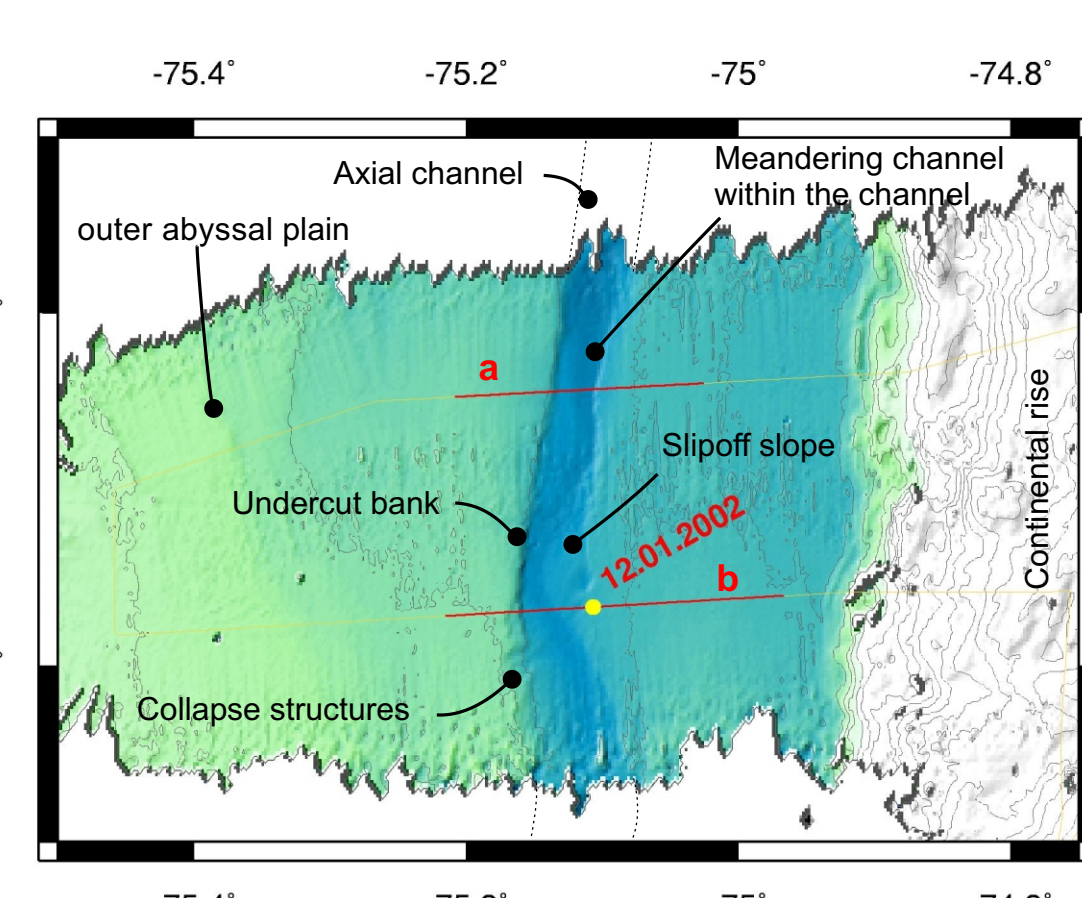 -75.4˚ -75.2˚ -75˚ -74.8˚
Axial channel
Meandering channel
within the channel
outer abyssal plain
a
Slipoff slope
Undercut bank
12.01.2002
b
Continental rise
Collapse structures